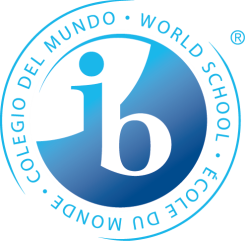 COLEGIO DEL MUNDO • WORLD SCHOOL • ÉCOLE DU MONDE •
ib
®